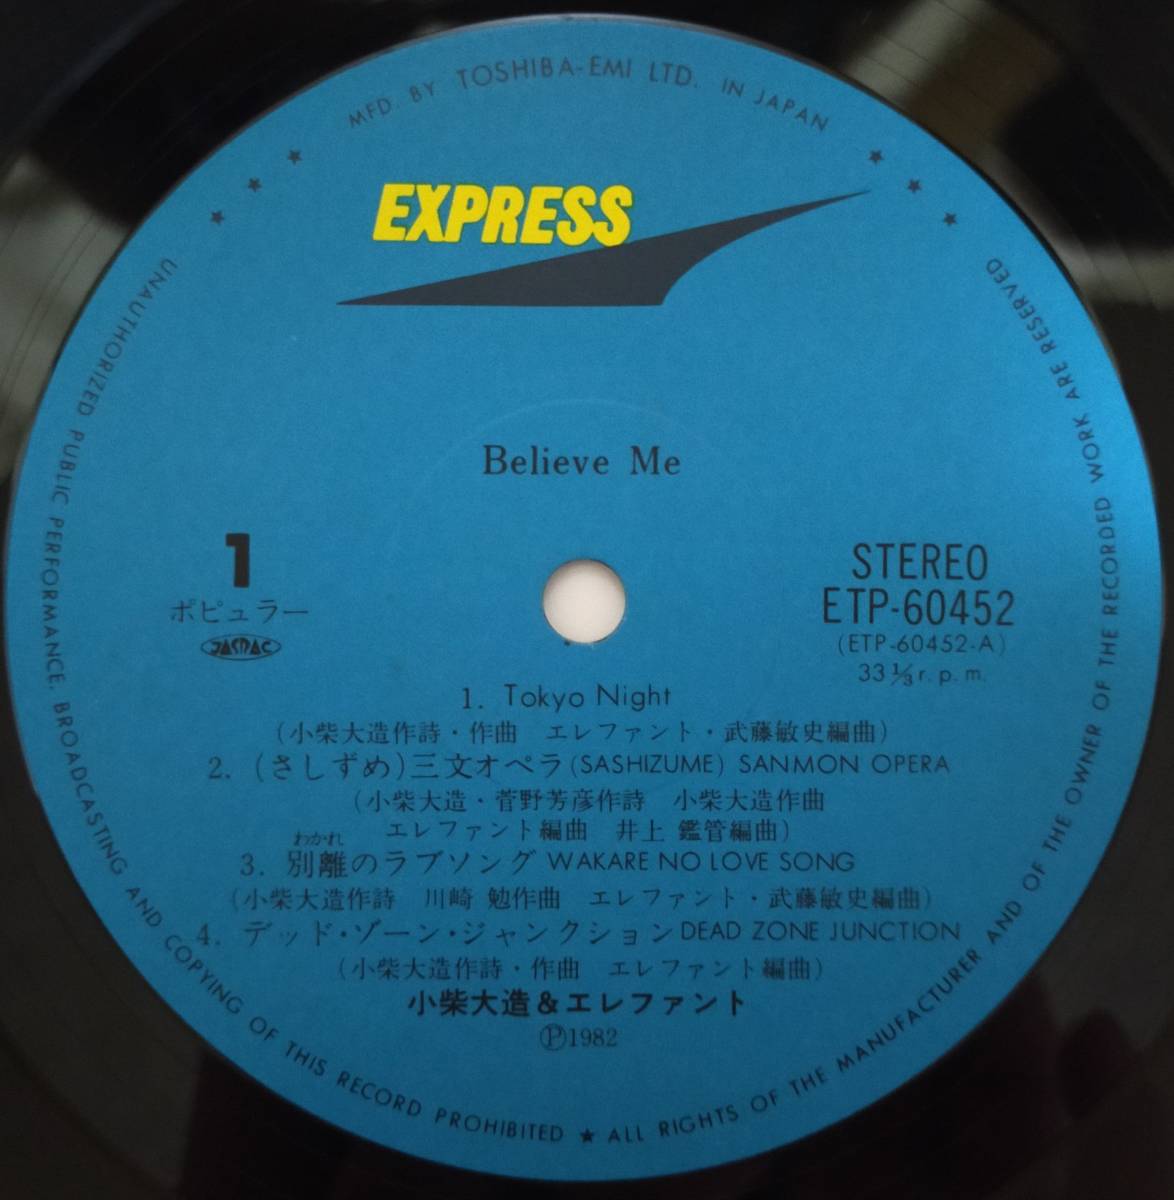 MFD. BY TOSHIBA-EMI LTD. IN JAPAN
EXPRESS
Believe Me
1
ポピュラー
JASRAC
STEREO
ETP-60452
(ETP-60452-A)
33 1/3 r.p.m.
1. Tokyo Night
(小柴大造作詩・作曲 エレファント・武藤敏史編曲)
2. (さしずめ)三文オペラ(SASHIZUME) SANMON OPERA
(小柴大造・菅野芳彦作詩 小柴大造作曲
エレファント編曲 井上 鑑管編曲)
わかれ
3. 別離のラブソング WAKARE NO LOVE SONG
(小柴大造作詩 川崎 勉作曲 エレファント・武藤敏史編曲)
4. デッド・ゾーン・ジャンクション DEAD ZONE JUNCTION
(小柴大造作詩・作曲 エレファント編曲)
小柴大造&エレファント
Ⓟ1982
UNAUTHORIZED PUBLIC PERFORMANCE, BROADCASTING AND COPYING OF THIS RECORD PROHIBITED ★ ALL RIGHTS OF THE MANUFACTURER AND OF THE OWNER OF THE RECORDED WORK ARE RESERVED